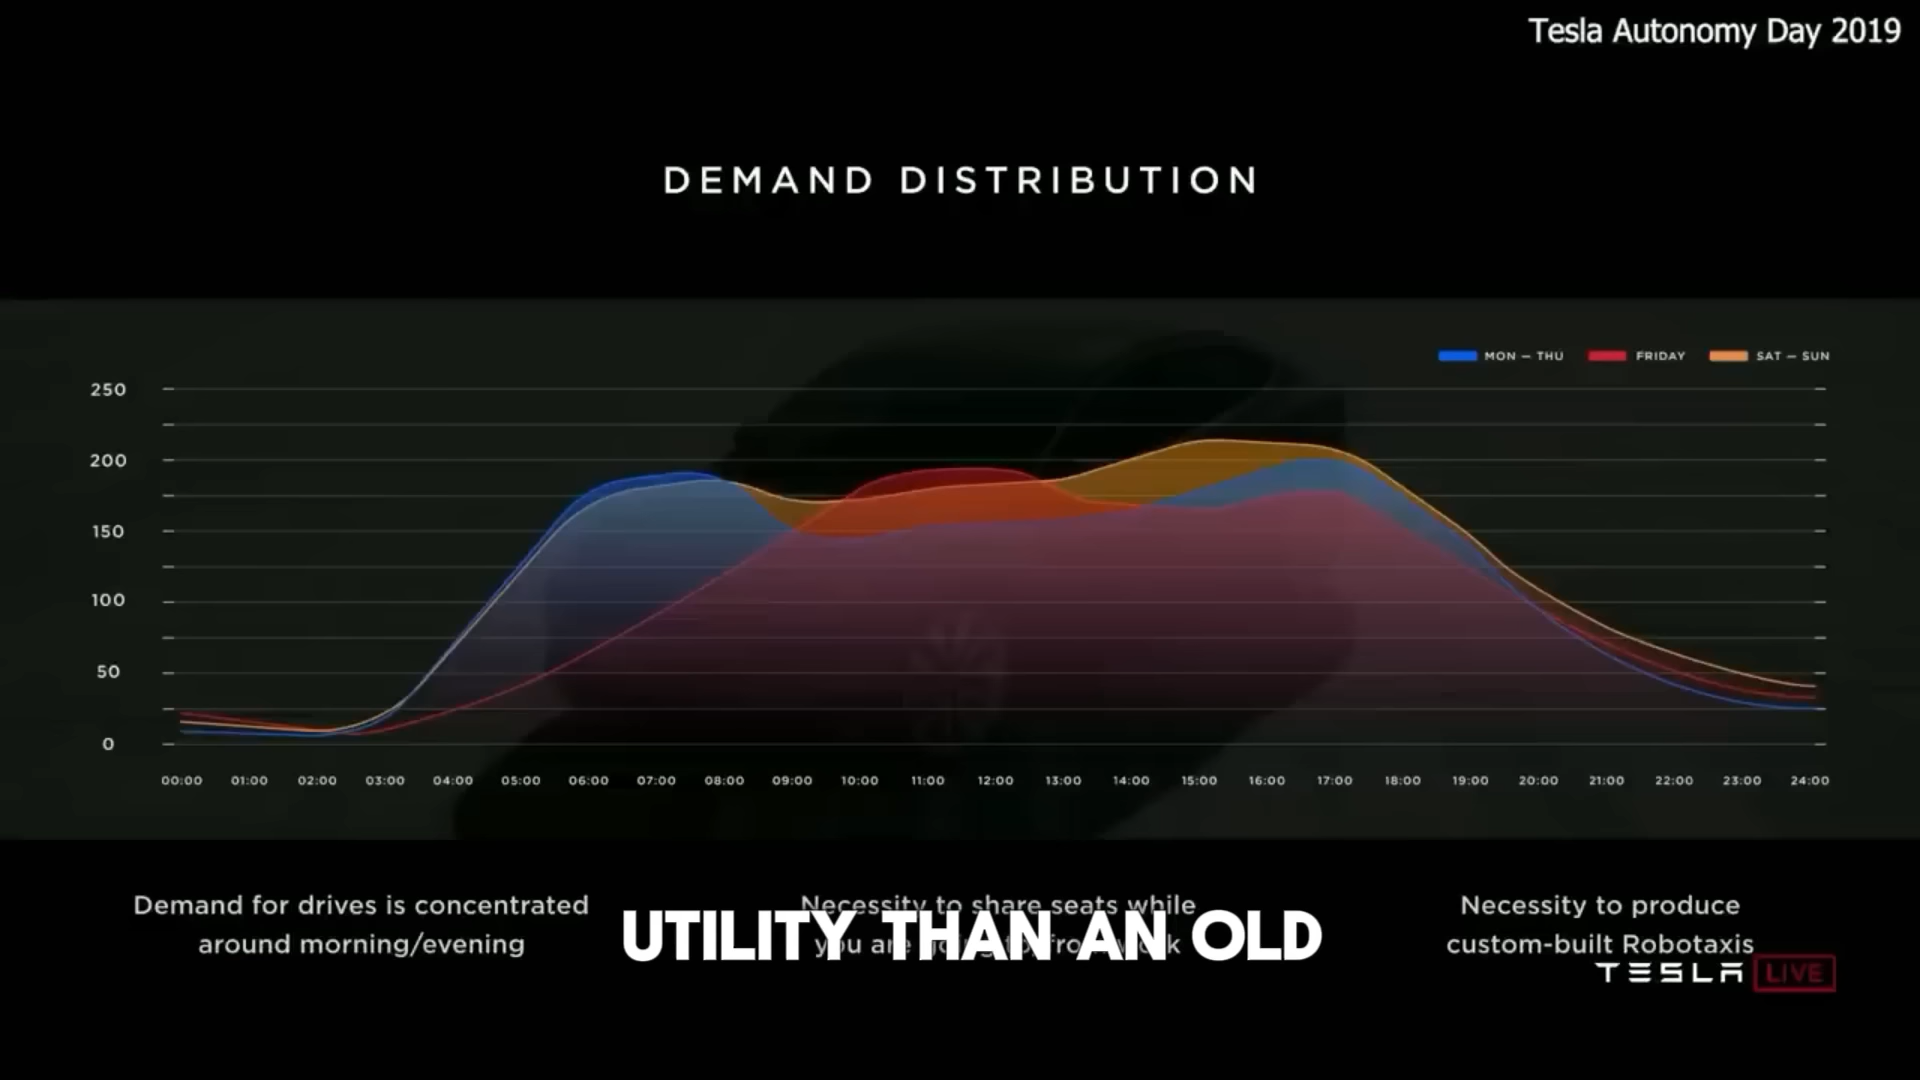 Tesla Autonomy Day 2019
DEMAND DISTRIBUTION
MON – THU FRIDAY SAT – SUN
250
200
150
100
50
0
00:00 01:00 02:00 03:00 04:00 05:00 06:00 07:00 08:00 09:00 10:00 11:00 12:00 13:00 14:00 15:00 16:00 17:00 18:00 19:00 20:00 21:00 22:00 23:00 24:00
Demand for drives is concentrated
around morning/evening
Necessity to share seats while
you are
UTILITY THAN AN OLD
Necessity to produce
custom-built Robotaxis
TESLA LIVE